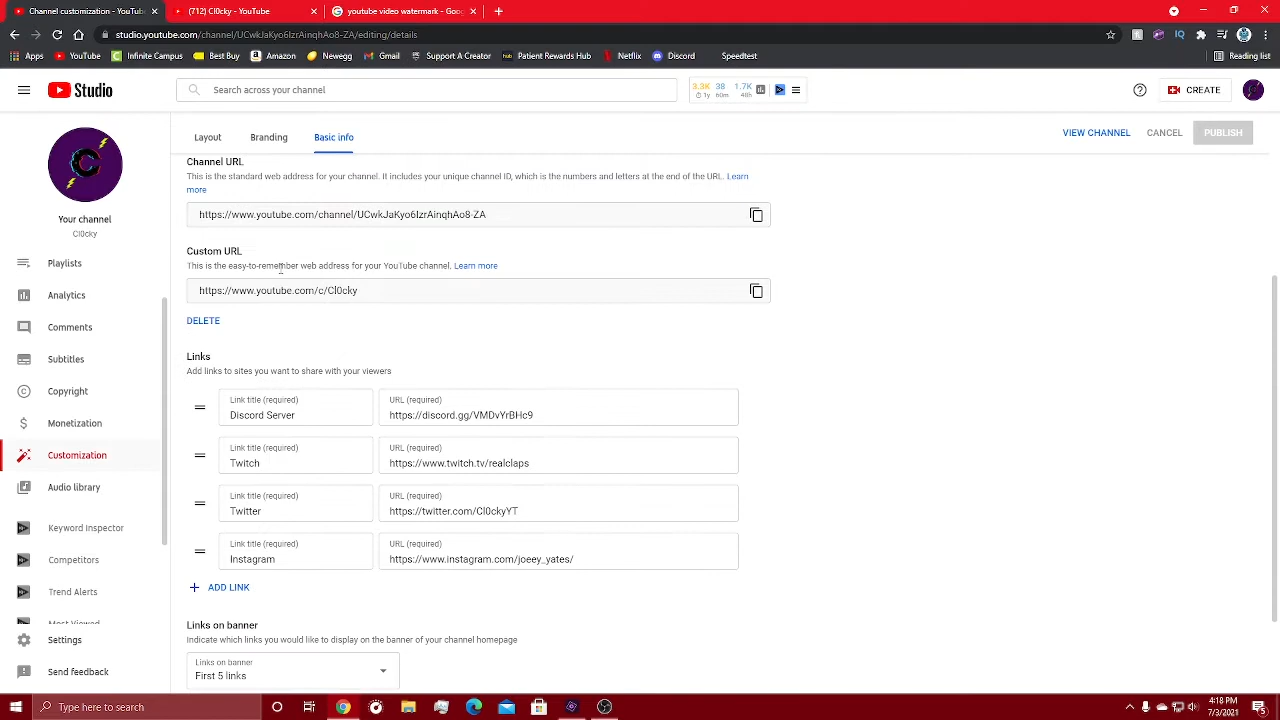 Channel customization - YouTu
(712) Cl0cky - YouTube
youtube video watermark - Goog
studio.youtube.com/channel/UCwkJaKyo6IzrAinqhAo8-ZA/editing/details
Apps
YouTube
Infinite Campus
Best Buy
Amazon
Newegg
Gmail
Support A Creator
Patient Rewards Hub
Netflix
Discord
Speedtest
Reading list
Studio
Search across your channel
3.3K 38 1.7K
1y 60m 48h
CREATE
Layout
Branding
Basic info
VIEW CHANNEL
CANCEL
PUBLISH
Your channel
Cl0cky
Playlists
Analytics
Comments
Subtitles
Copyright
Monetization
Customization
Audio library
Keyword Inspector
Competitors
Trend Alerts
Most Viewed
Settings
Send feedback
Channel URL
This is the standard web address for your channel. It includes your unique channel ID, which is the numbers and letters at the end of the URL. Learn
more
https://www.youtube.com/channel/UCwkJaKyo6IzrAinqhAo8-ZA
Custom URL
This is the easy-to-remember web address for your YouTube channel. Learn more
https://www.youtube.com/c/Cl0cky
DELETE
Links
Add links to sites you want to share with your viewers
Link title (required)
Discord Server
URL (required)
https://discord.gg/VMDvYrBHc9
Link title (required)
Twitch
URL (required)
https://www.twitch.tv/realclaps
Link title (required)
Twitter
URL (required)
https://twitter.com/Cl0ckyYT
Link title (required)
Instagram
URL (required)
https://www.instagram.com/joeey_yates/
ADD LINK
Links on banner
Indicate which links you would like to display on the banner of your channel homepage
Links on banner
First 5 links
Type here to search
4:18 PM
7/3/2021